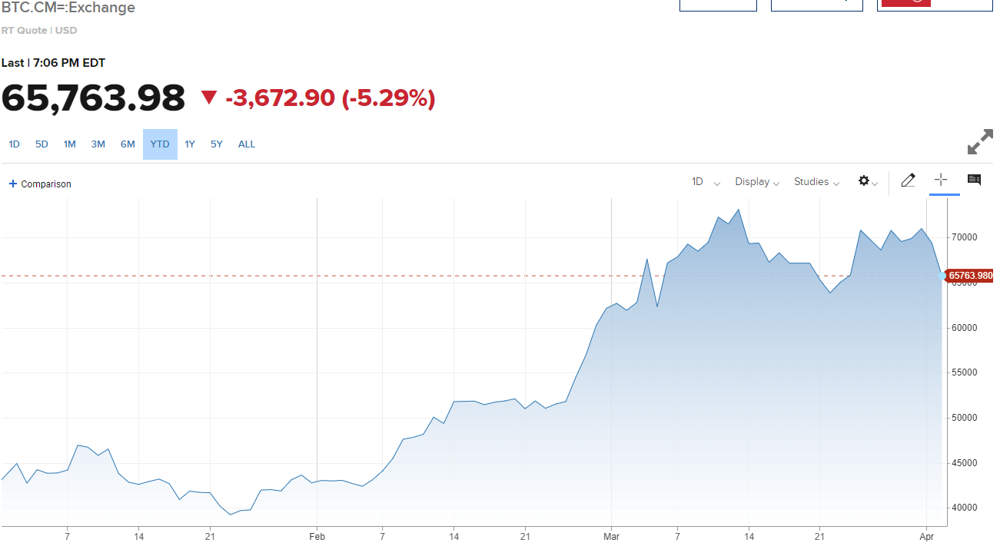 BTC.CM=:Exchange
RT Quote | USD
Last | 7:06 PM EDT
65,763.98 ▼ -3,672.90 (-5.29%)
1D 5D 1M 3M 6M YTD 1Y 5Y ALL
+ Comparison 1D Display Studies
70000
65763.980
65000
60000
55000
50000
45000
40000
7 14 21 Feb 7 14 21 Mar 7 14 21 Apr